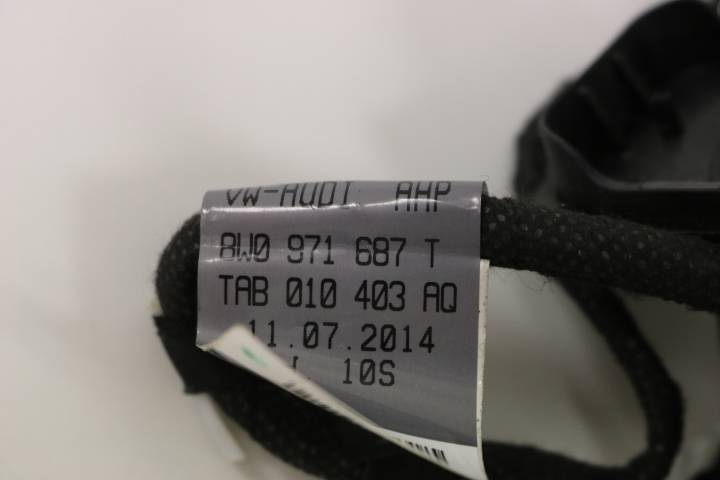 VW-AUDI AHP
8W0 971 687 T
TAB 010 403 AQ
11.07.2014
10S